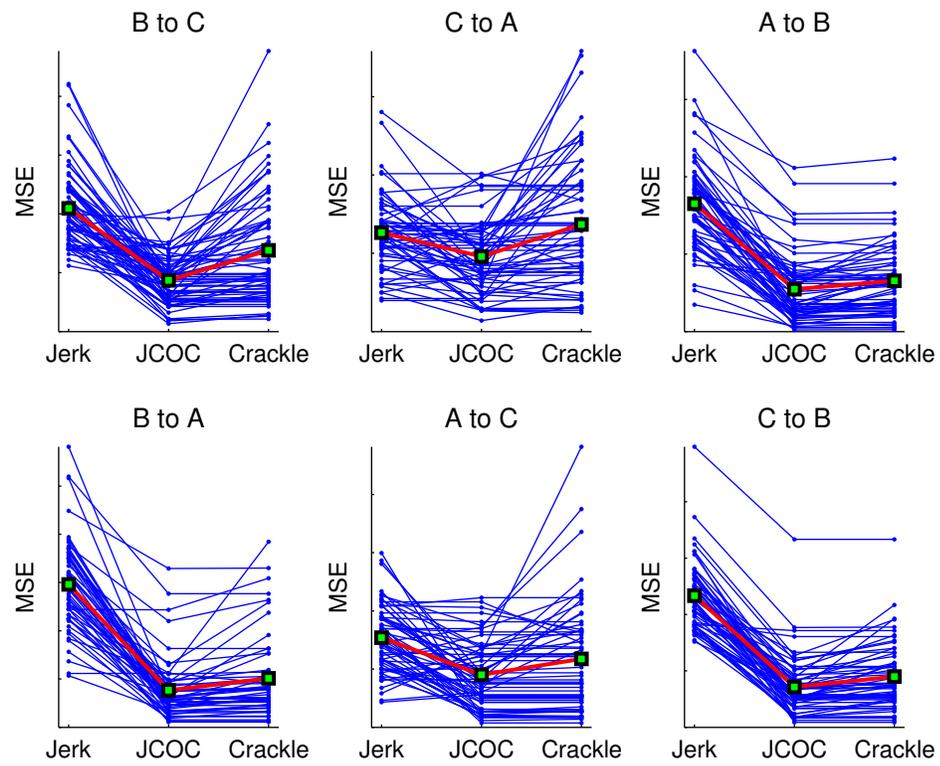 B to C
C to A
A to B
MSE
MSE
MSE
Jerk JCOC Crackle
Jerk JCOC Crackle
Jerk JCOC Crackle
B to A
A to C
C to B
MSE
MSE
MSE
Jerk JCOC Crackle
Jerk JCOC Crackle
Jerk JCOC Crackle